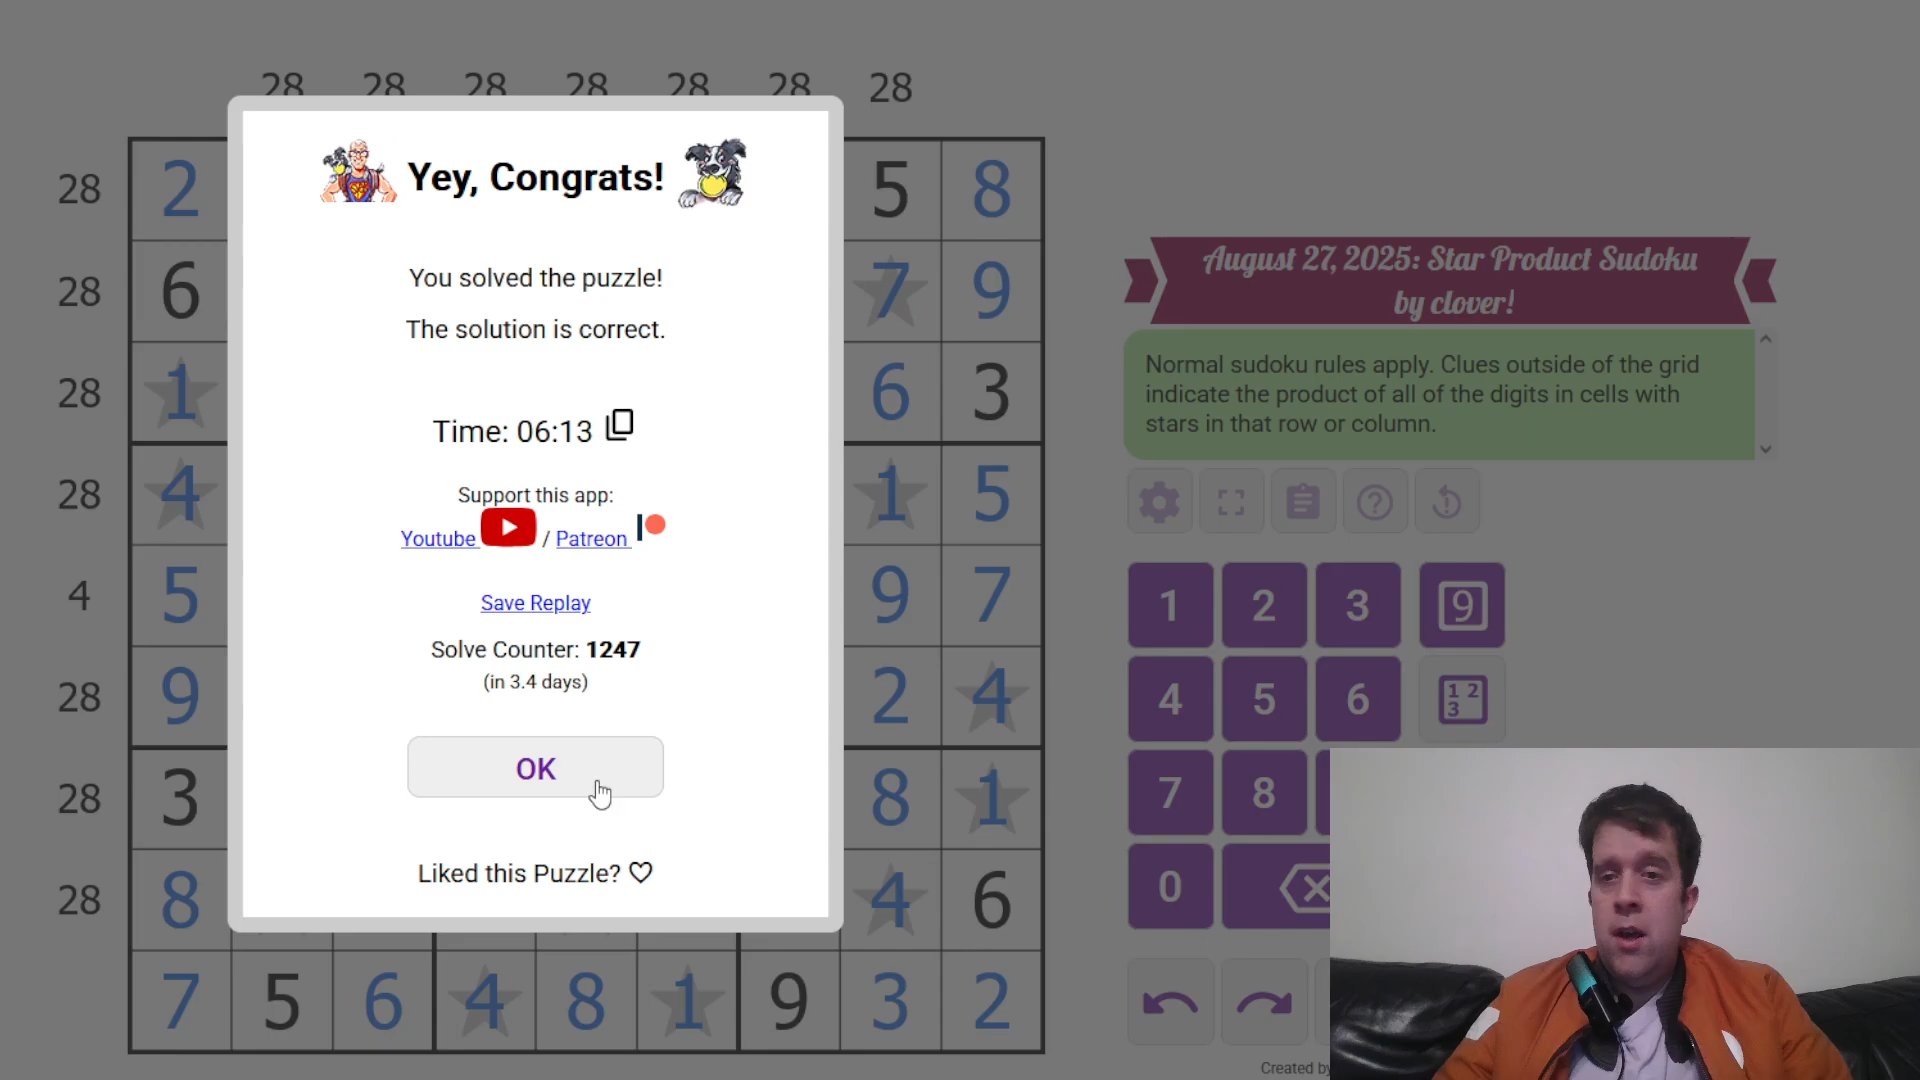 28 28 28 28 28 28 28
Yey, Congrats!
28 2 5 8
You solved the puzzle!
28 6 7 9
The solution is correct.
28 1 6 3
Time: 06:13
28 4 1 5
Support this app:
Youtube / Patreon
4 5 9 7
Save Replay
Solve Counter: 1247
(in 3.4 days)
28 9 2 4
OK
28 3 8 1
Liked this Puzzle?
28 8 4 6
7 5 6 4 8 1 9 3 2
August 27, 2025: Star Product Sudoku
by clover!
Normal sudoku rules apply. Clues outside of the grid
indicate the product of all of the digits in cells with
stars in that row or column.
1 2 3 9
4 5 6 1 2 3
7 8
0
Created by